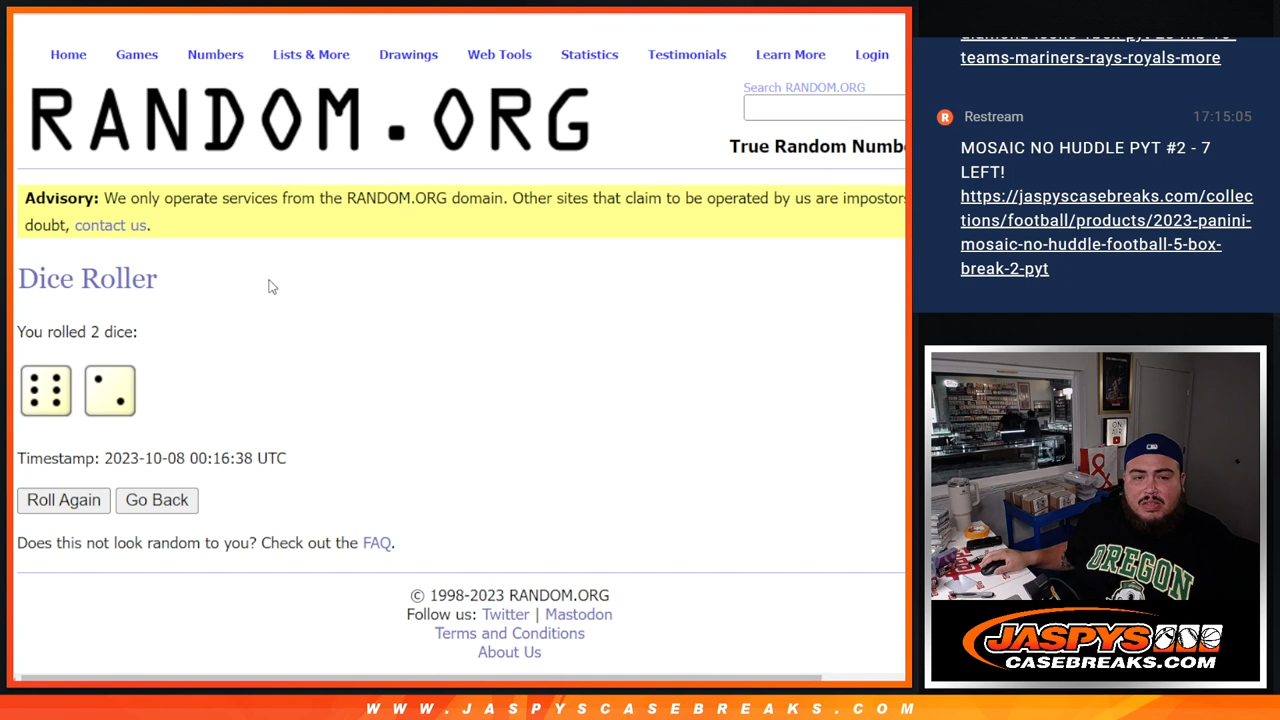 Home Games Numbers Lists & More Drawings Web Tools Statistics Testimonials Learn More Login
RANDOM.ORG
Search RANDOM.ORG
True Random Numbe
Advisory: We only operate services from the RANDOM.ORG domain. Other sites that claim to be operated by us are impostors
doubt, contact us.
Dice Roller
You rolled 2 dice:
Timestamp: 2023-10-08 00:16:38 UTC
Roll Again Go Back
Does this not look random to you? Check out the FAQ.
© 1998-2023 RANDOM.ORG
Follow us: Twitter | Mastodon
Terms and Conditions
About Us
teams-mariners-rays-royals-more
Restream 17:15:05
MOSAIC NO HUDDLE PYT #2 - 7
LEFT!
https://jaspyscasebreaks.com/collec
tions/football/products/2023-panini-
mosaic-no-huddle-football-5-box-
break-2-pyt
ON
AIR
OREGON
JASPYS
CASEBREAKS.COM
WWW.JASPYSCASEBREAKS.COM